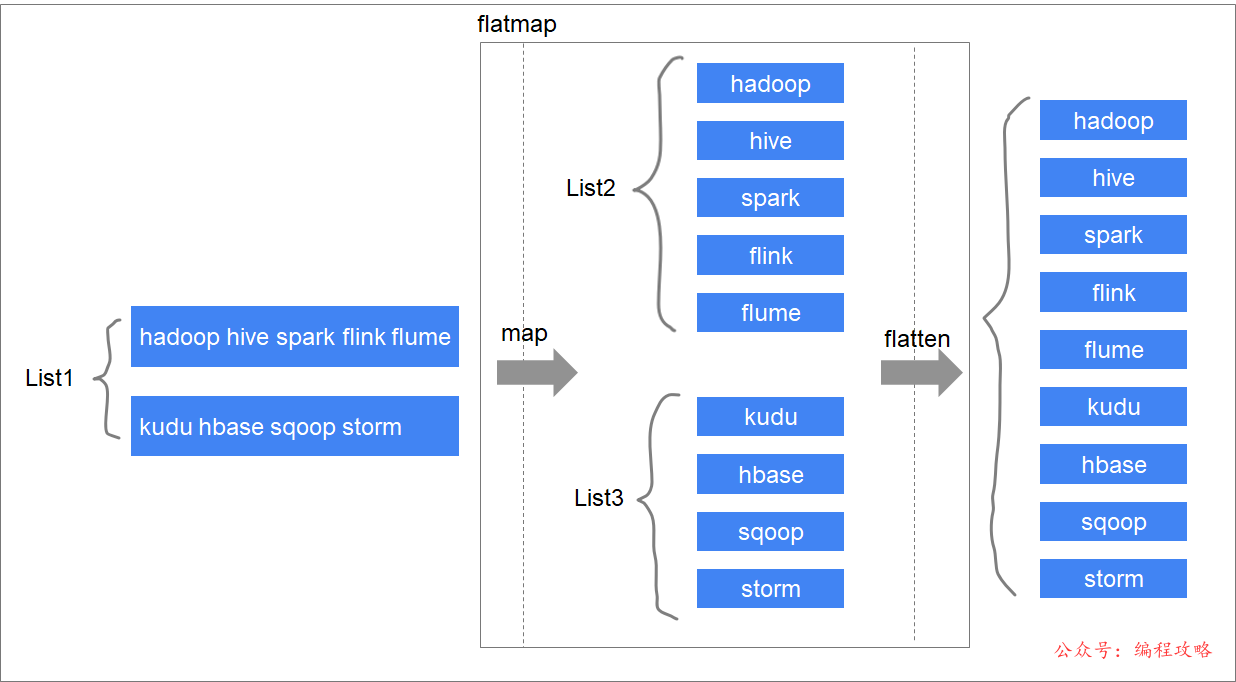 flatmap
List1
hadoop hive spark flink flume
kudu hbase sqoop storm
map
List2
hadoop
hive
spark
flink
flume
List3
kudu
hbase
sqoop
storm
flatten
hadoop
hive
spark
flink
flume
kudu
hbase
sqoop
storm
公众号：编程攻略